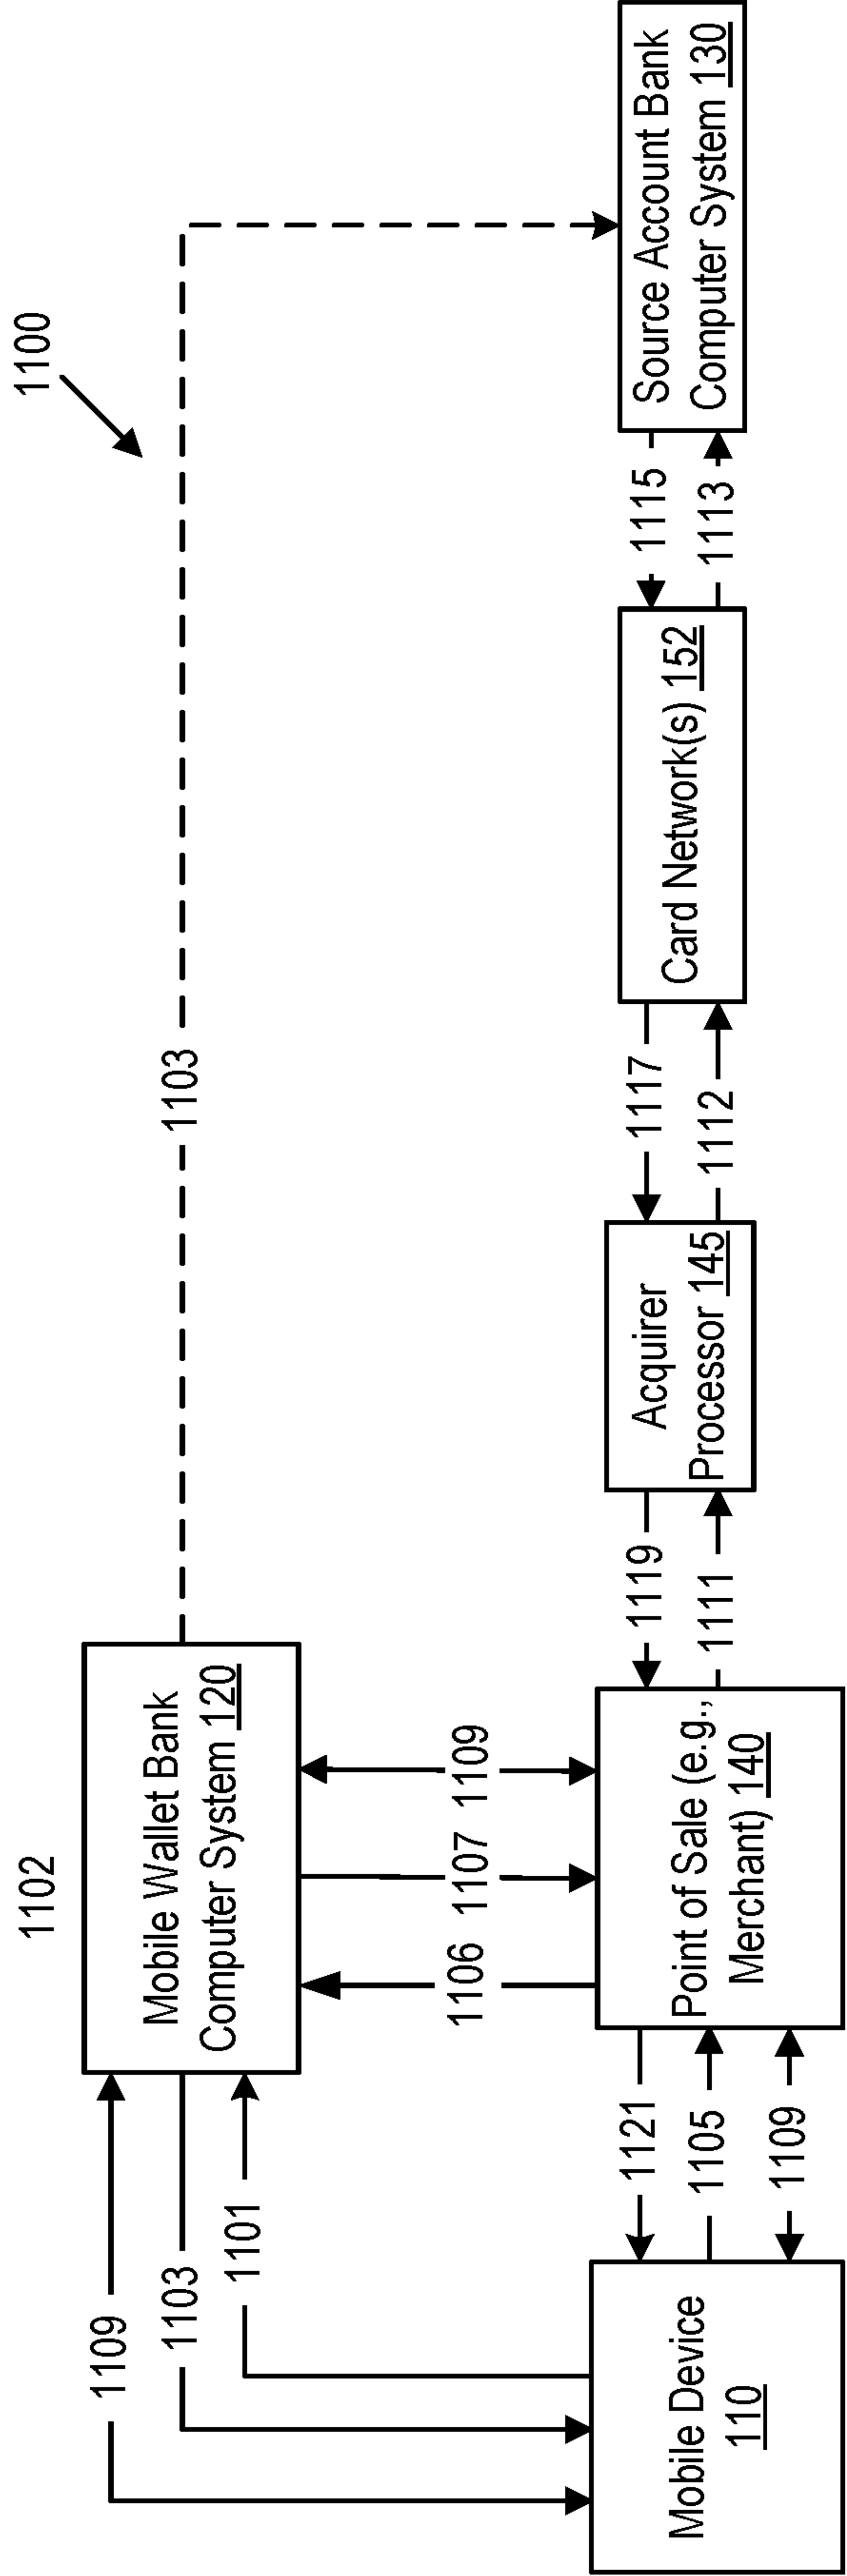 1100
1102
1109
1103
1101
Mobile Wallet Bank
Computer System 120
1103
1106
1107
1109
Mobile Device
110
1121
1105
1109
Point of Sale (e.g.,
Merchant) 140
1119
1111
Acquirer
Processor 145
1117
1112
Card Network(s) 152
1115
1113
Source Account Bank
Computer System 130